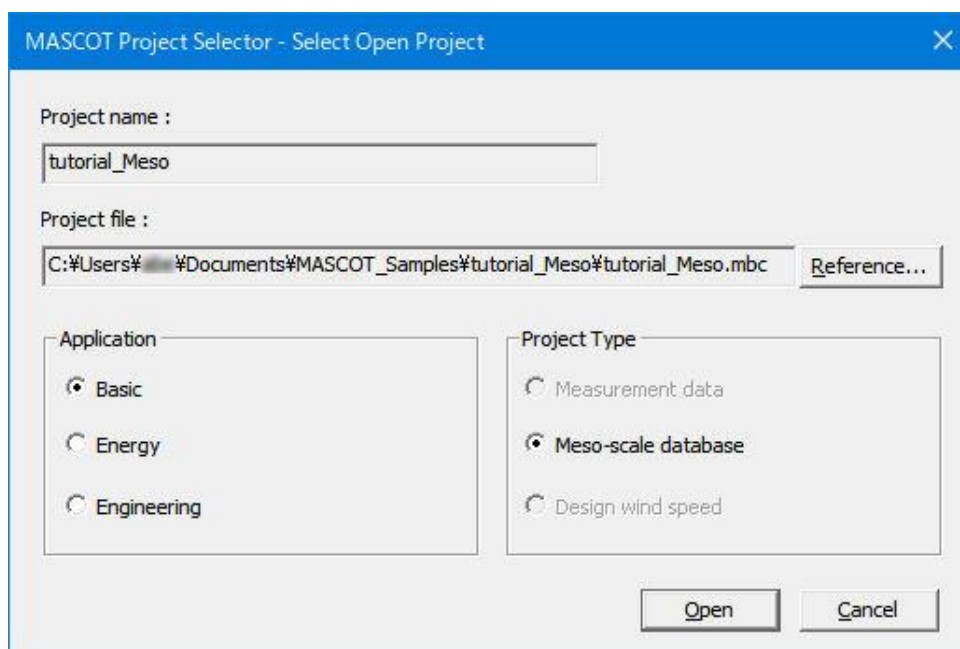 MASCOT Project Selector - Select Open Project
Project name :
tutorial_Meso
Project file :
C:¥Users¥ ¥Documents¥MASCOT_Samples¥tutorial_Meso¥tutorial_Meso.mbc
Reference...
Application
Basic
Energy
Engineering
Project Type
Measurement data
Meso-scale database
Design wind speed
Open
Cancel